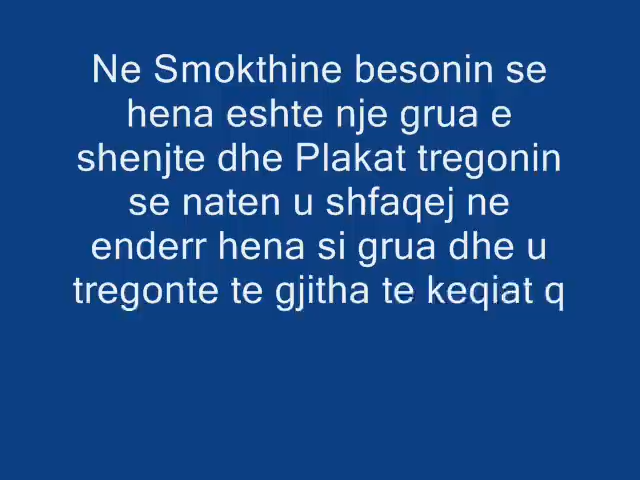 Ne Smokthine besonin se
hena eshte nje grua e
shenjte dhe Plakat tregonin
se naten u shfaqej ne
enderr hena si grua dhe u
tregonte te gjitha te keqiat q